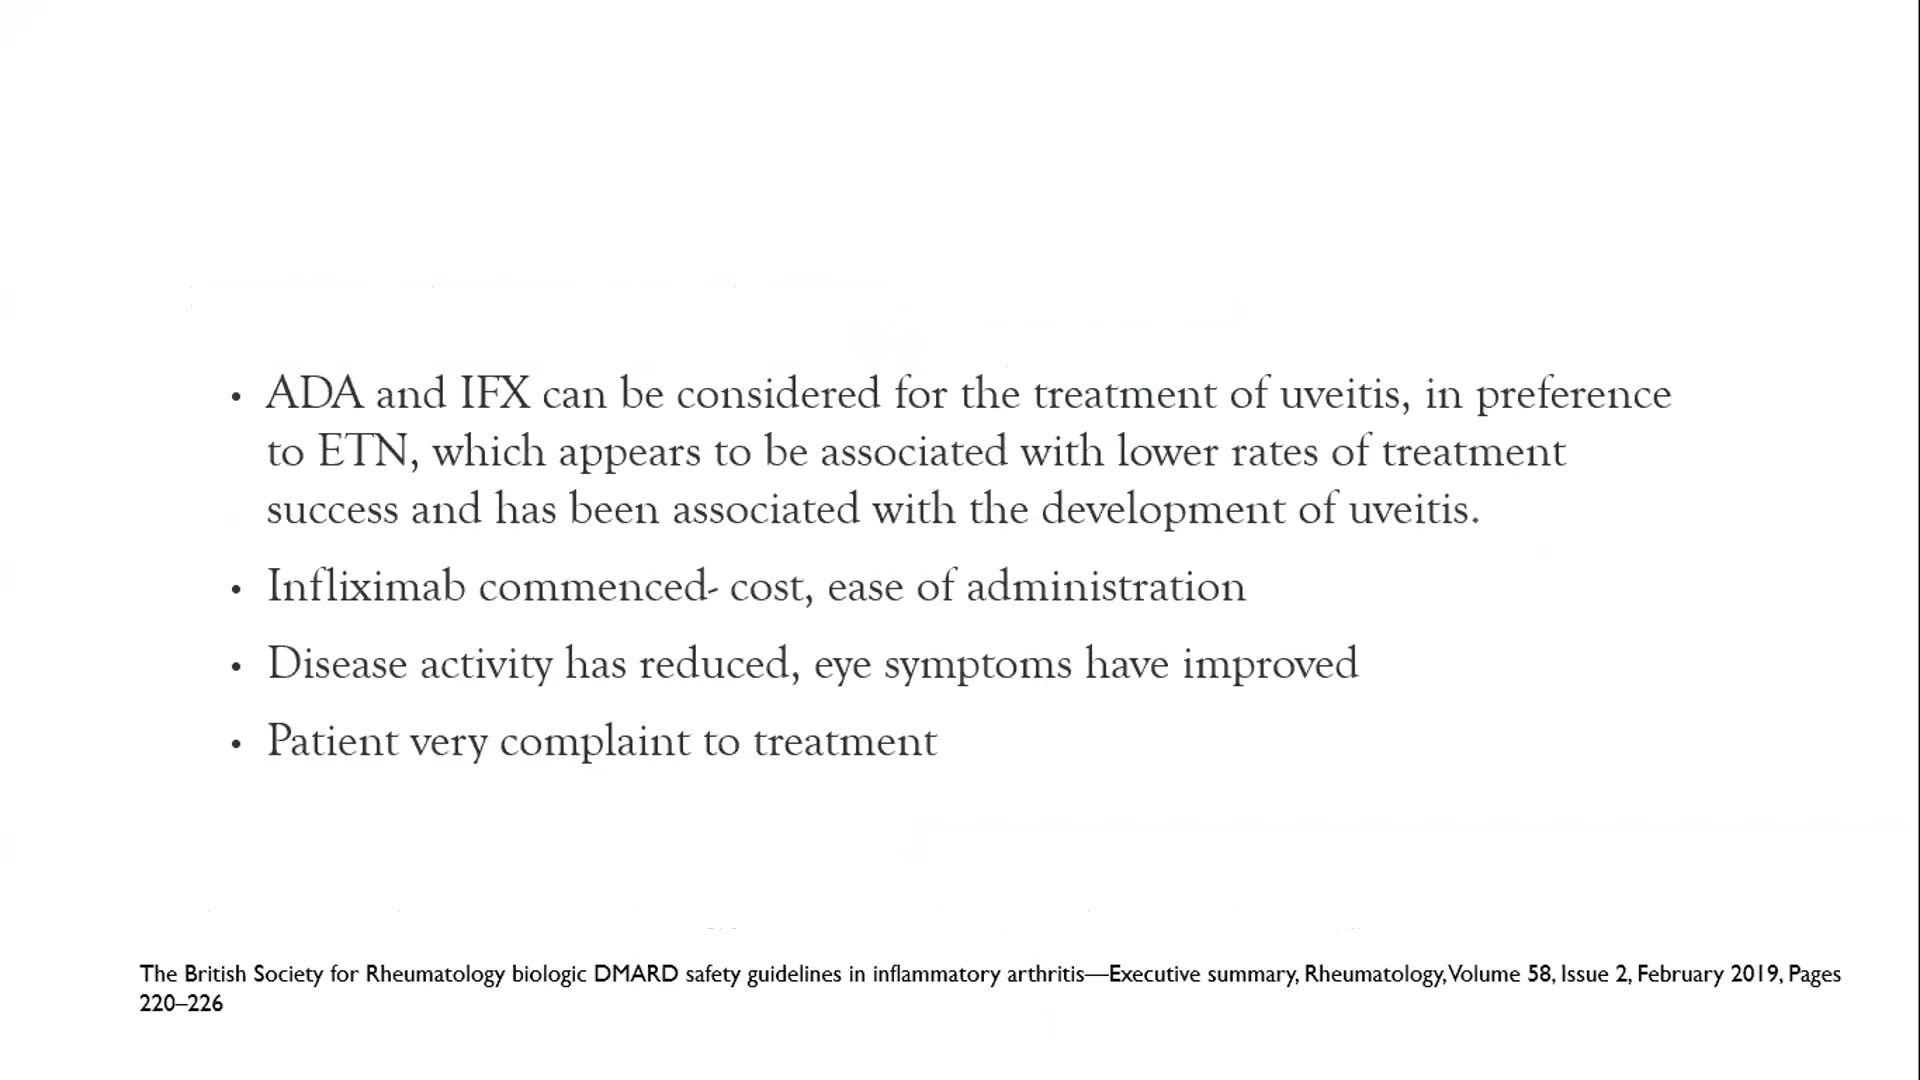 • ADA and IFX can be considered for the treatment of uveitis, in preference
to ETN, which appears to be associated with lower rates of treatment
success and has been associated with the development of uveitis.
• Infliximab commenced- cost, ease of administration
• Disease activity has reduced, eye symptoms have improved
• Patient very complaint to treatment
The British Society for Rheumatology biologic DMARD safety guidelines in inflammatory arthritis—Executive summary, Rheumatology, Volume 58, Issue 2, February 2019, Pages
220–226